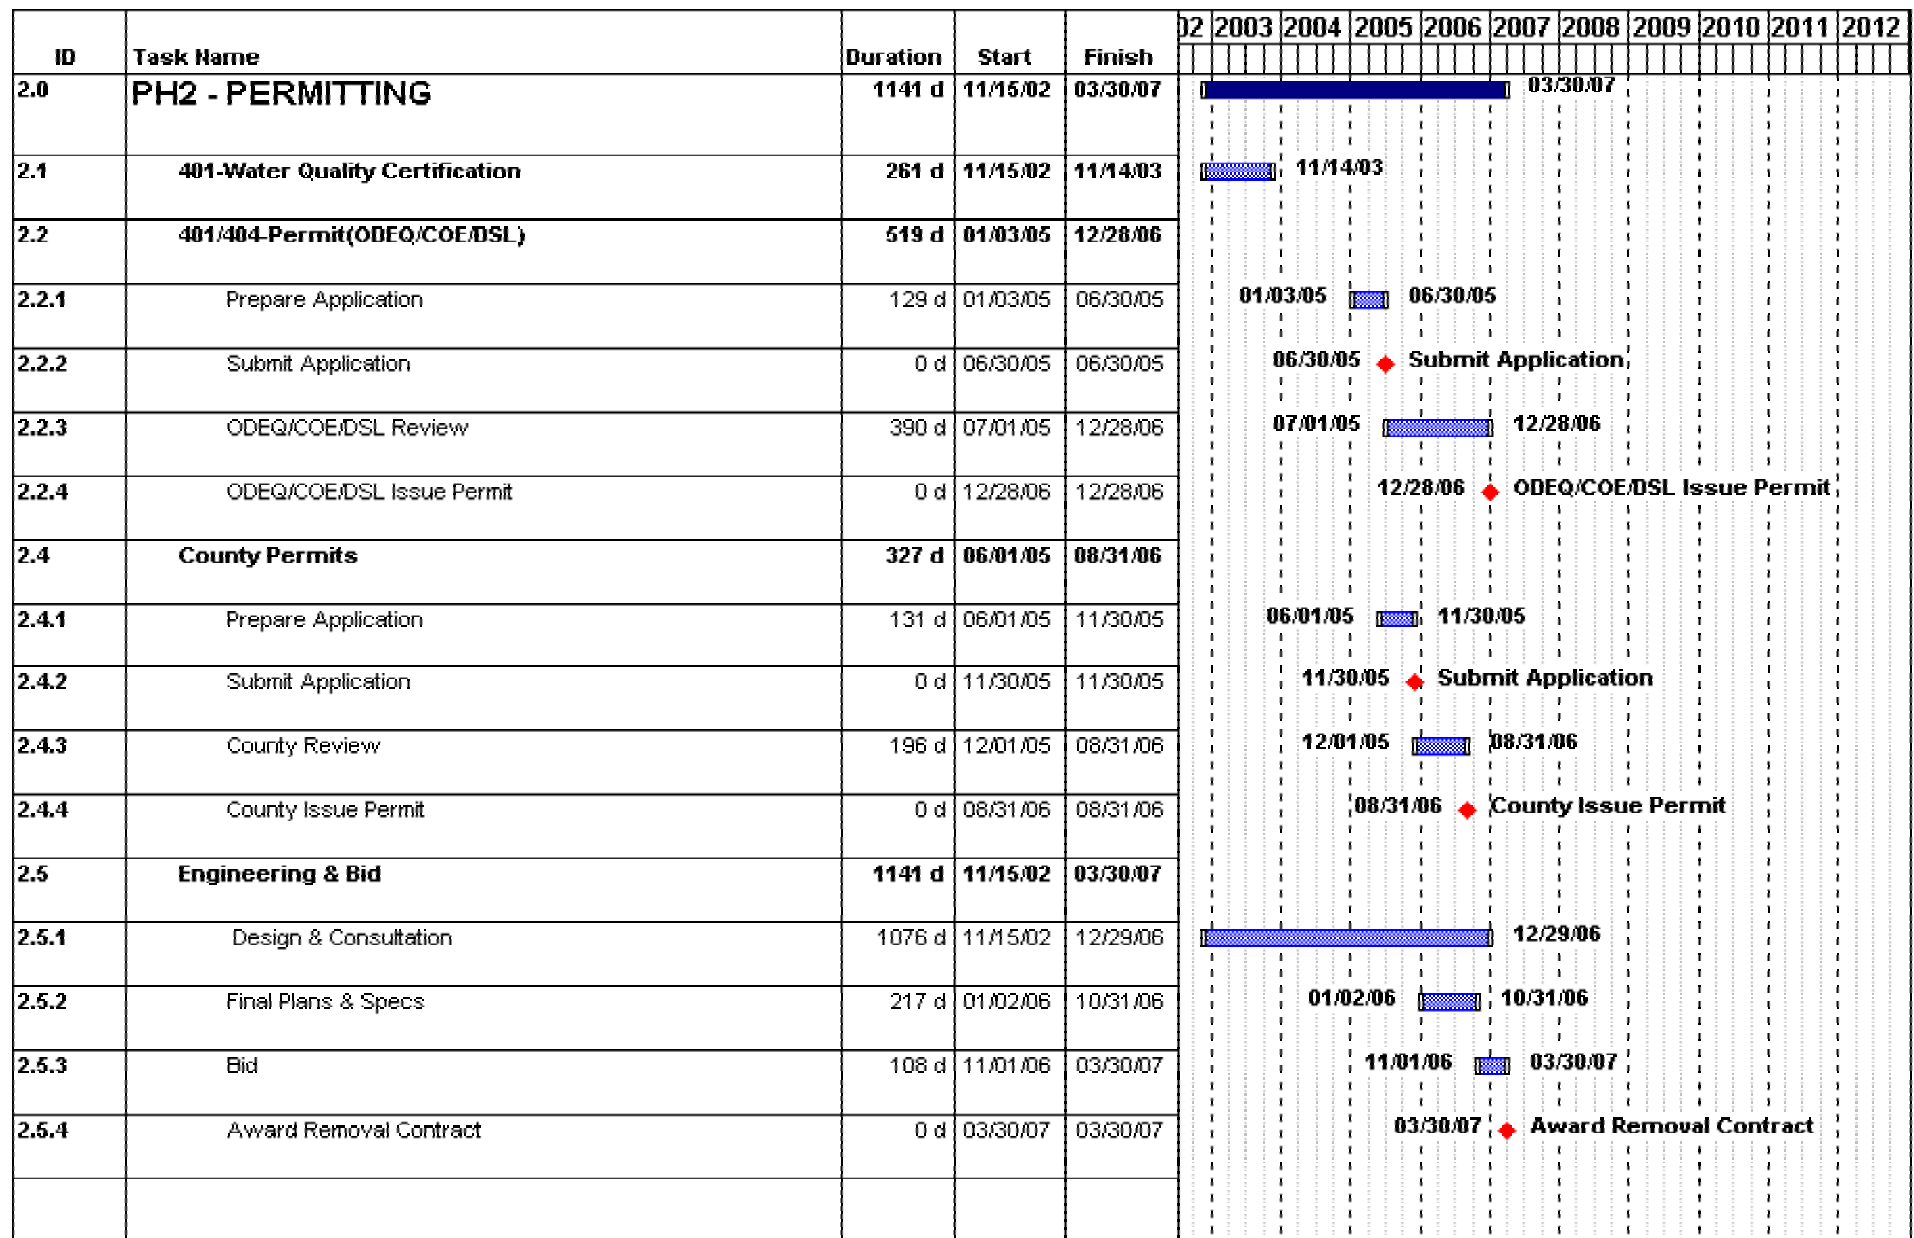 02 2003 2004 2005 2006 2007 2008 2009 2010 2011 2012
ID Task Name Duration Start Finish
2.0 PH2 - PERMITTING 1141 d 11/15/02 03/30/07 03/30/07
2.1 401-Water Quality Certification 261 d 11/15/02 11/14/03 11/14/03
2.2 401/404-Permit(ODEQ/COE/DSL) 519 d 01/03/05 12/28/06
2.2.1 Prepare Application 129 d 01/03/05 06/30/05 01/03/05 06/30/05
2.2.2 Submit Application 0 d 06/30/05 06/30/05 06/30/05 Submit Application
2.2.3 ODEQ/COE/DSL Review 390 d 07/01/05 12/28/06 07/01/05 12/28/06
2.2.4 ODEQ/COE/DSL Issue Permit 0 d 12/28/06 12/28/06 12/28/06 ODEQ/COE/DSL Issue Permit
2.4 County Permits 327 d 06/01/05 08/31/06
2.4.1 Prepare Application 131 d 06/01/05 11/30/05 06/01/05 11/30/05
2.4.2 Submit Application 0 d 11/30/05 11/30/05 11/30/05 Submit Application
2.4.3 County Review 196 d 12/01/05 08/31/06 12/01/05 08/31/06
2.4.4 County Issue Permit 0 d 08/31/06 08/31/06 08/31/06 County Issue Permit
2.5 Engineering & Bid 1141 d 11/15/02 03/30/07
2.5.1 Design & Consultation 1076 d 11/15/02 12/29/06 12/29/06
2.5.2 Final Plans & Specs 217 d 01/02/06 10/31/06 01/02/06 10/31/06
2.5.3 Bid 108 d 11/01/06 03/30/07 11/01/06 03/30/07
2.5.4 Award Removal Contract 0 d 03/30/07 03/30/07 03/30/07 Award Removal Contract